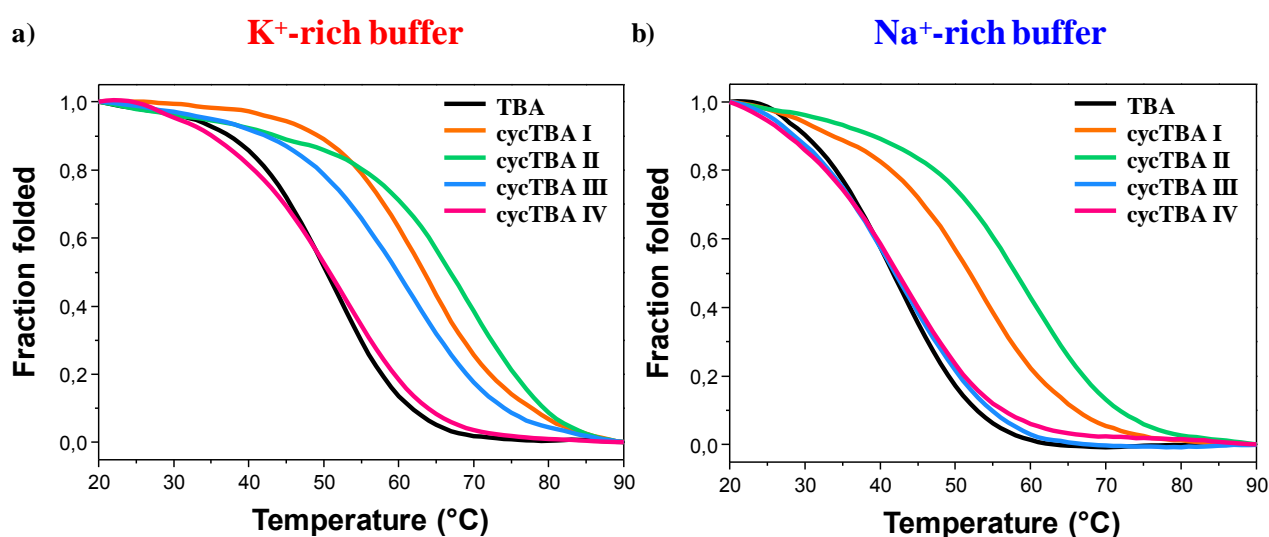 a)
K⁺-rich buffer
Fraction folded
1,0
0,8
0,6
0,4
0,2
0,0
TBA
cycTBA I
cycTBA II
cycTBA III
cycTBA IV
20 30 40 50 60 70 80 90
Temperature (°C)
b)
Na⁺-rich buffer
Fraction folded
1,0
0,8
0,6
0,4
0,2
0,0
TBA
cycTBA I
cycTBA II
cycTBA III
cycTBA IV
20 30 40 50 60 70 80 90
Temperature (°C)